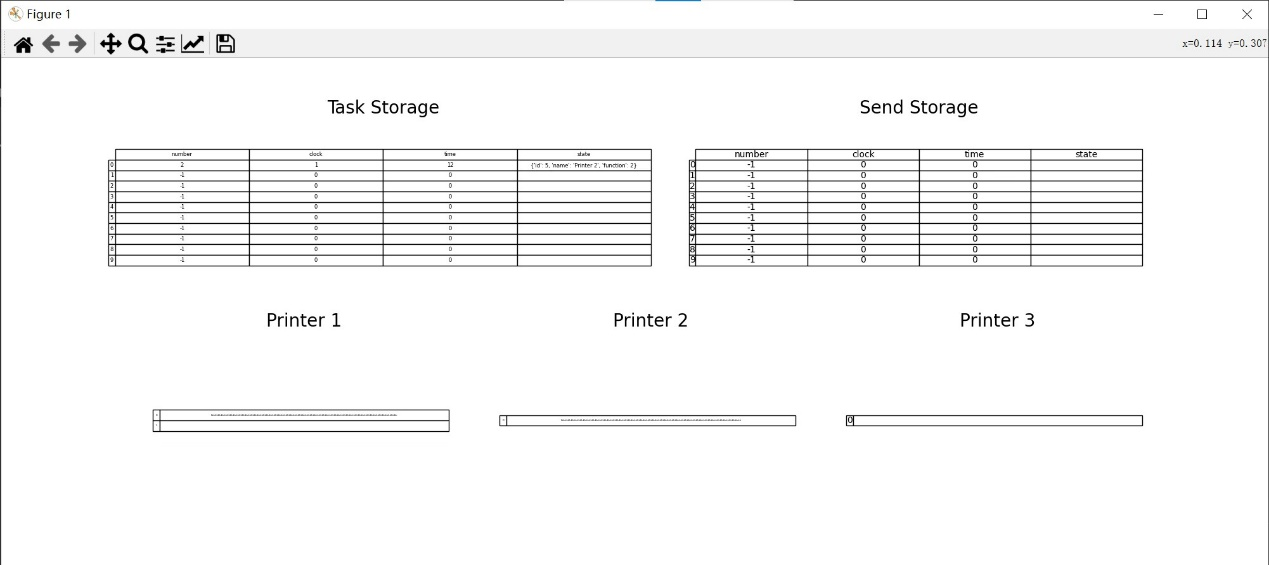 Figure 1
x=0.114 y=0.307
Task Storage
number clock time state
0 2 1 12 {'id': 5, 'name': 'Printer 2', 'function': 2}
1 -1 0 0
2 -1 0 0
3 -1 0 0
4 -1 0 0
5 -1 0 0
6 -1 0 0
7 -1 0 0
8 -1 0 0
9 -1 0 0
Send Storage
number clock time state
0 -1 0 0
1 -1 0 0
2 -1 0 0
3 -1 0 0
4 -1 0 0
5 -1 0 0
6 -1 0 0
7 -1 0 0
8 -1 0 0
9 -1 0 0
Printer 1
Printer 2
Printer 3
0